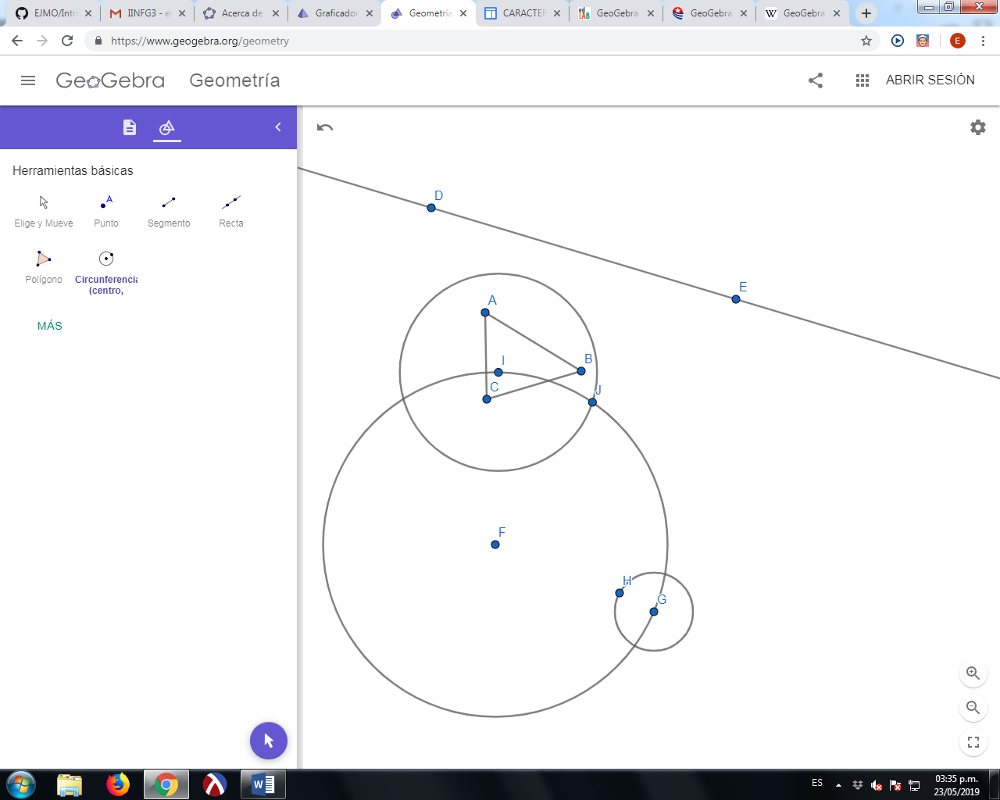 EJMO/Intr
IINFG3 - e
Acerca de
Graficador
Geometría
CARACTER
GeoGebra
GeoGebra
GeoGebra
https://www.geogebra.org/geometry
E
GeoGebra
Geometría
ABRIR SESIÓN
Herramientas básicas
A
Elige y Mueve
Punto
Segmento
Recta
Polígono
Circunferencia
(centro,
MÁS
D
E
A
B
I
C
J
F
H
G
ES
03:35 p.m.
23/05/2019